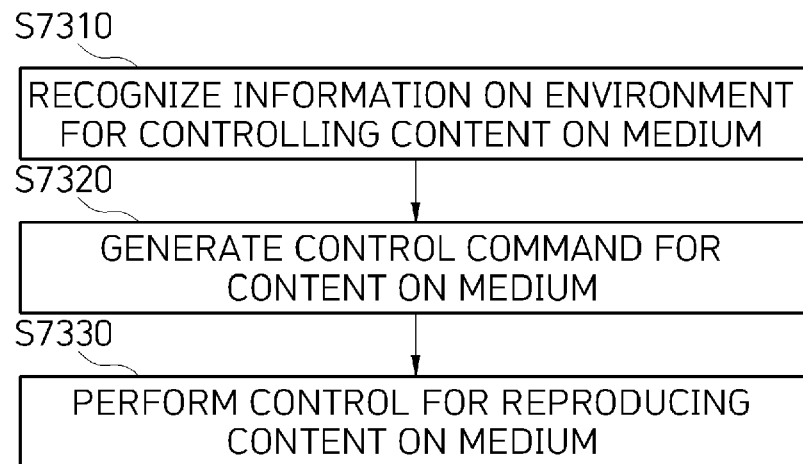 S7310
RECOGNIZE INFORMATION ON ENVIRONMENT
FOR CONTROLLING CONTENT ON MEDIUM
S7320
GENERATE CONTROL COMMAND FOR
CONTENT ON MEDIUM
S7330
PERFORM CONTROL FOR REPRODUCING
CONTENT ON MEDIUM